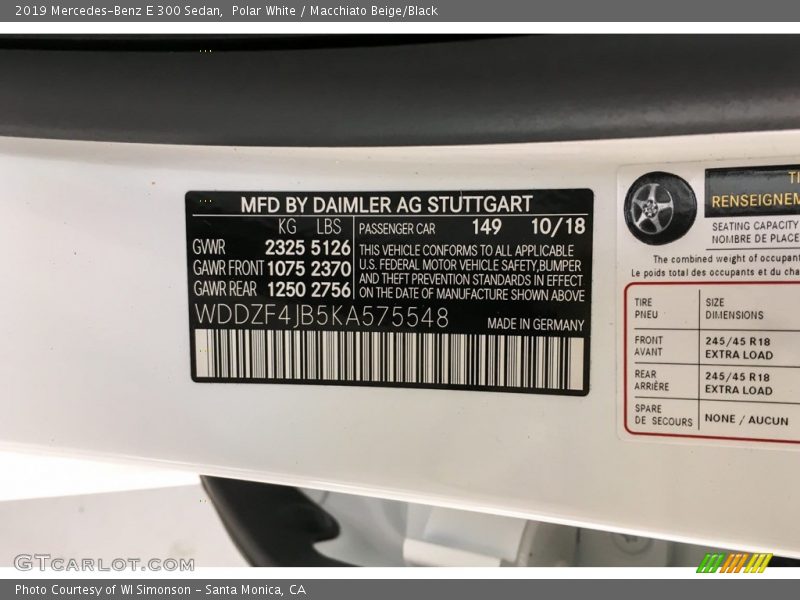 2019 Mercedes-Benz E 300 Sedan, Polar White / Macchiato Beige/Black
MFD BY DAIMLER AG STUTTGART
KG LBS
GVWR 2325 5126
GAWR FRONT 1075 2370
GAWR REAR 1250 2756
PASSENGER CAR 149 10/18
THIS VEHICLE CONFORMS TO ALL APPLICABLE
U.S. FEDERAL MOTOR VEHICLE SAFETY,BUMPER
AND THEFT PREVENTION STANDARDS IN EFFECT
ON THE DATE OF MANUFACTURE SHOWN ABOVE
WDDZF4JB5KA575548 MADE IN GERMANY
SEATING CAPACITY
NOMBRE DE PLACE
The combined weight of occupant
Le poids total des occupants et du cha
TIRE SIZE
PNEU DIMENSIONS
FRONT 245/45 R18
AVANT EXTRA LOAD
REAR 245/45 R18
ARRIÈRE EXTRA LOAD
SPARE
DE SECOURS NONE / AUCUN
GTCARLOT.COM
Photo Courtesy of WI Simonson - Santa Monica, CA